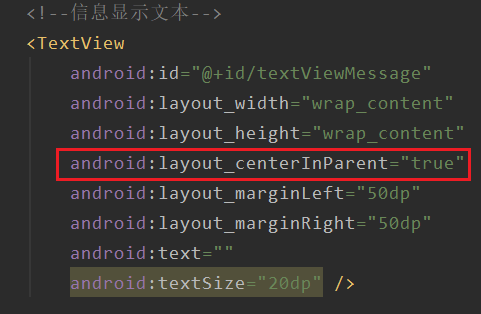 <!--信息显示文本-->
<TextView
android:id="@+id/textViewMessage"
android:layout_width="wrap_content"
android:layout_height="wrap_content"
android:layout_centerInParent="true"
android:layout_marginLeft="50dp"
android:layout_marginRight="50dp"
android:text=""
android:textSize="20dp" />